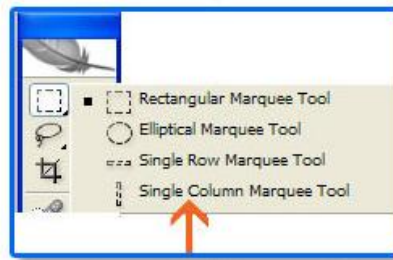 Rectangular Marquee Tool
Elliptical Marquee Tool
Single Row Marquee Tool
Single Column Marquee Tool